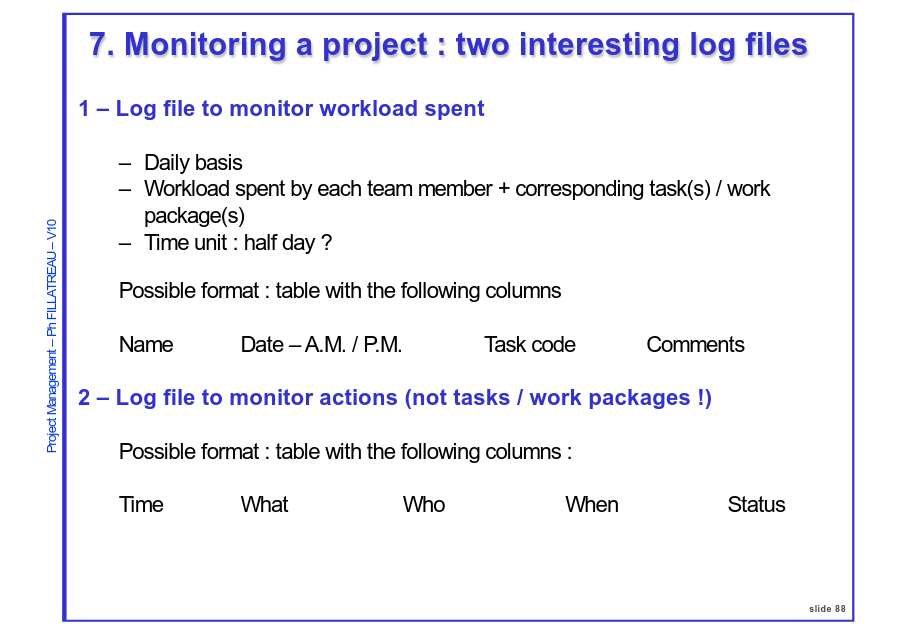 7. Monitoring a project : two interesting log files
1 – Log file to monitor workload spent
– Daily basis
– Workload spent by each team member + corresponding task(s) / work
package(s)
– Time unit : half day ?
Possible format : table with the following columns
Name Date – A.M. / P.M. Task code Comments
2 – Log file to monitor actions (not tasks / work packages !)
Possible format : table with the following columns :
Time What Who When Status
Project Management – Ph FILLATREAU – V10
slide 88